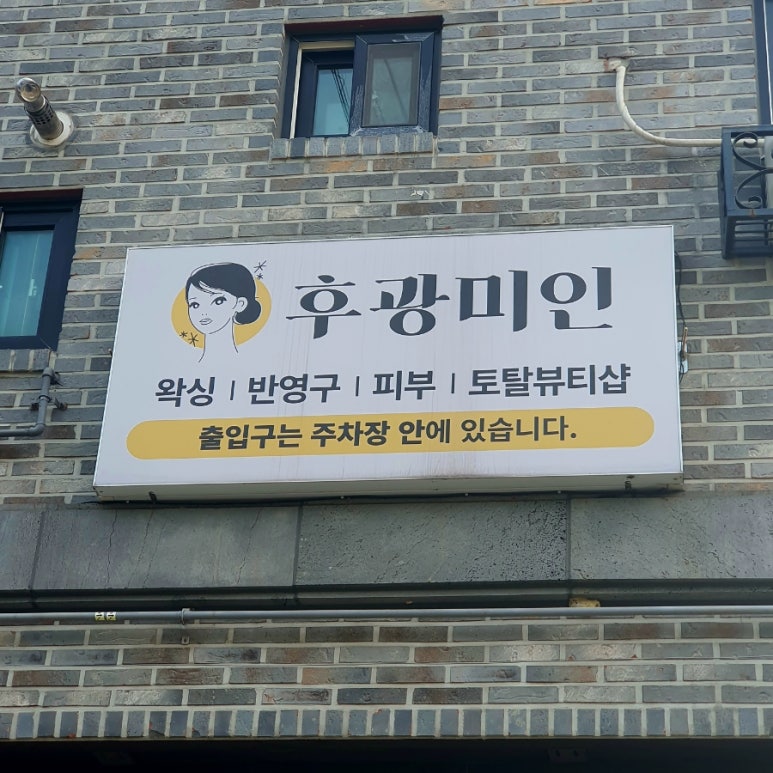 후광미인
왁싱 | 반영구 | 피부 | 토탈뷰티샵
출입구는 주차장 안에 있습니다.